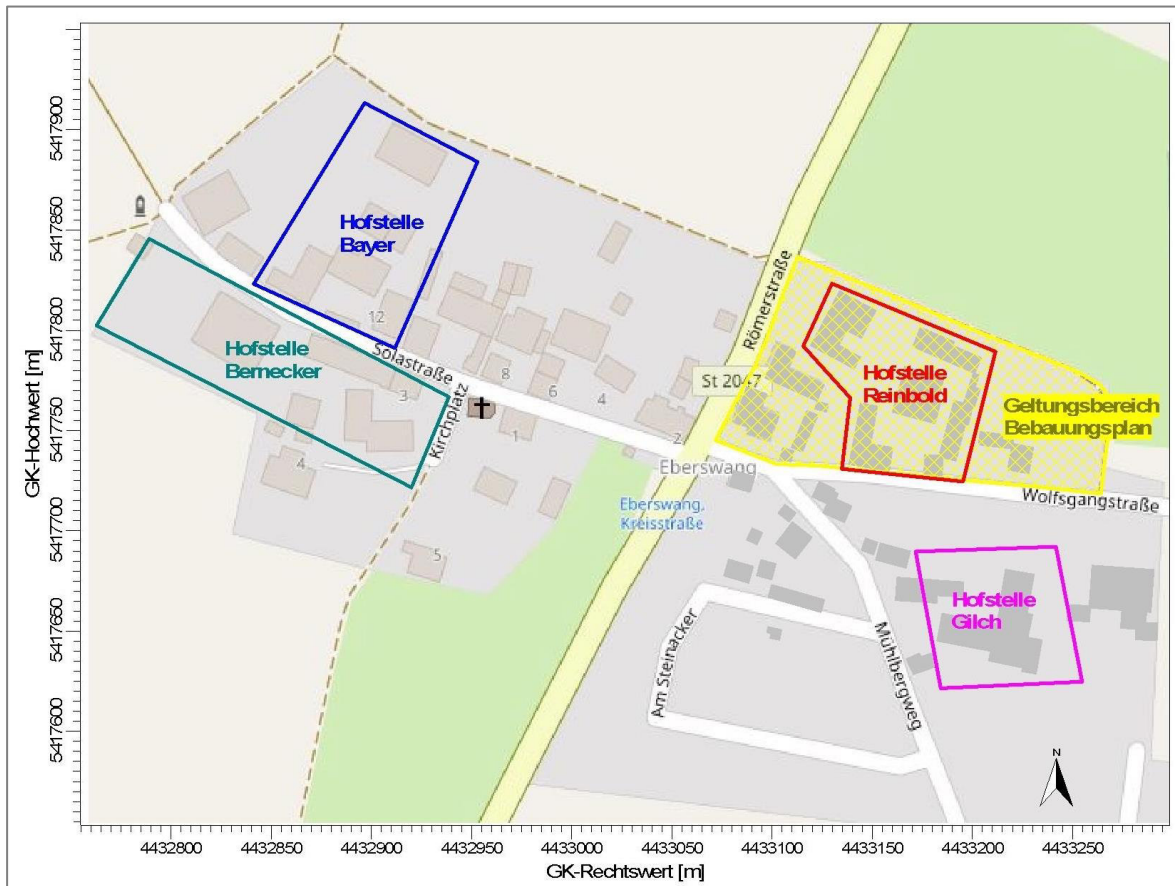 GK-Hochwert [m]
5417900
5417850
5417800
5417750
5417700
5417650
5417600
Hofstelle
Bayer
Hofstelle
Bernecker
12
Solastraße
3
8
6
4
2
1
4
5
Kirchplatz
Römerstraße
St 2047
Hofstelle
Reinbold
Geltungsbereich
Bebauungsplan
Eberswang
Eberswang,
Kreisstraße
Wolfsgangstraße
Hofstelle
Gilch
Am Steinacker
Mühlbergweg
N
4432800
4432850
4432900
4432950
4433000
4433050
4433100
4433150
4433200
4433250
GK-Rechtswert [m]